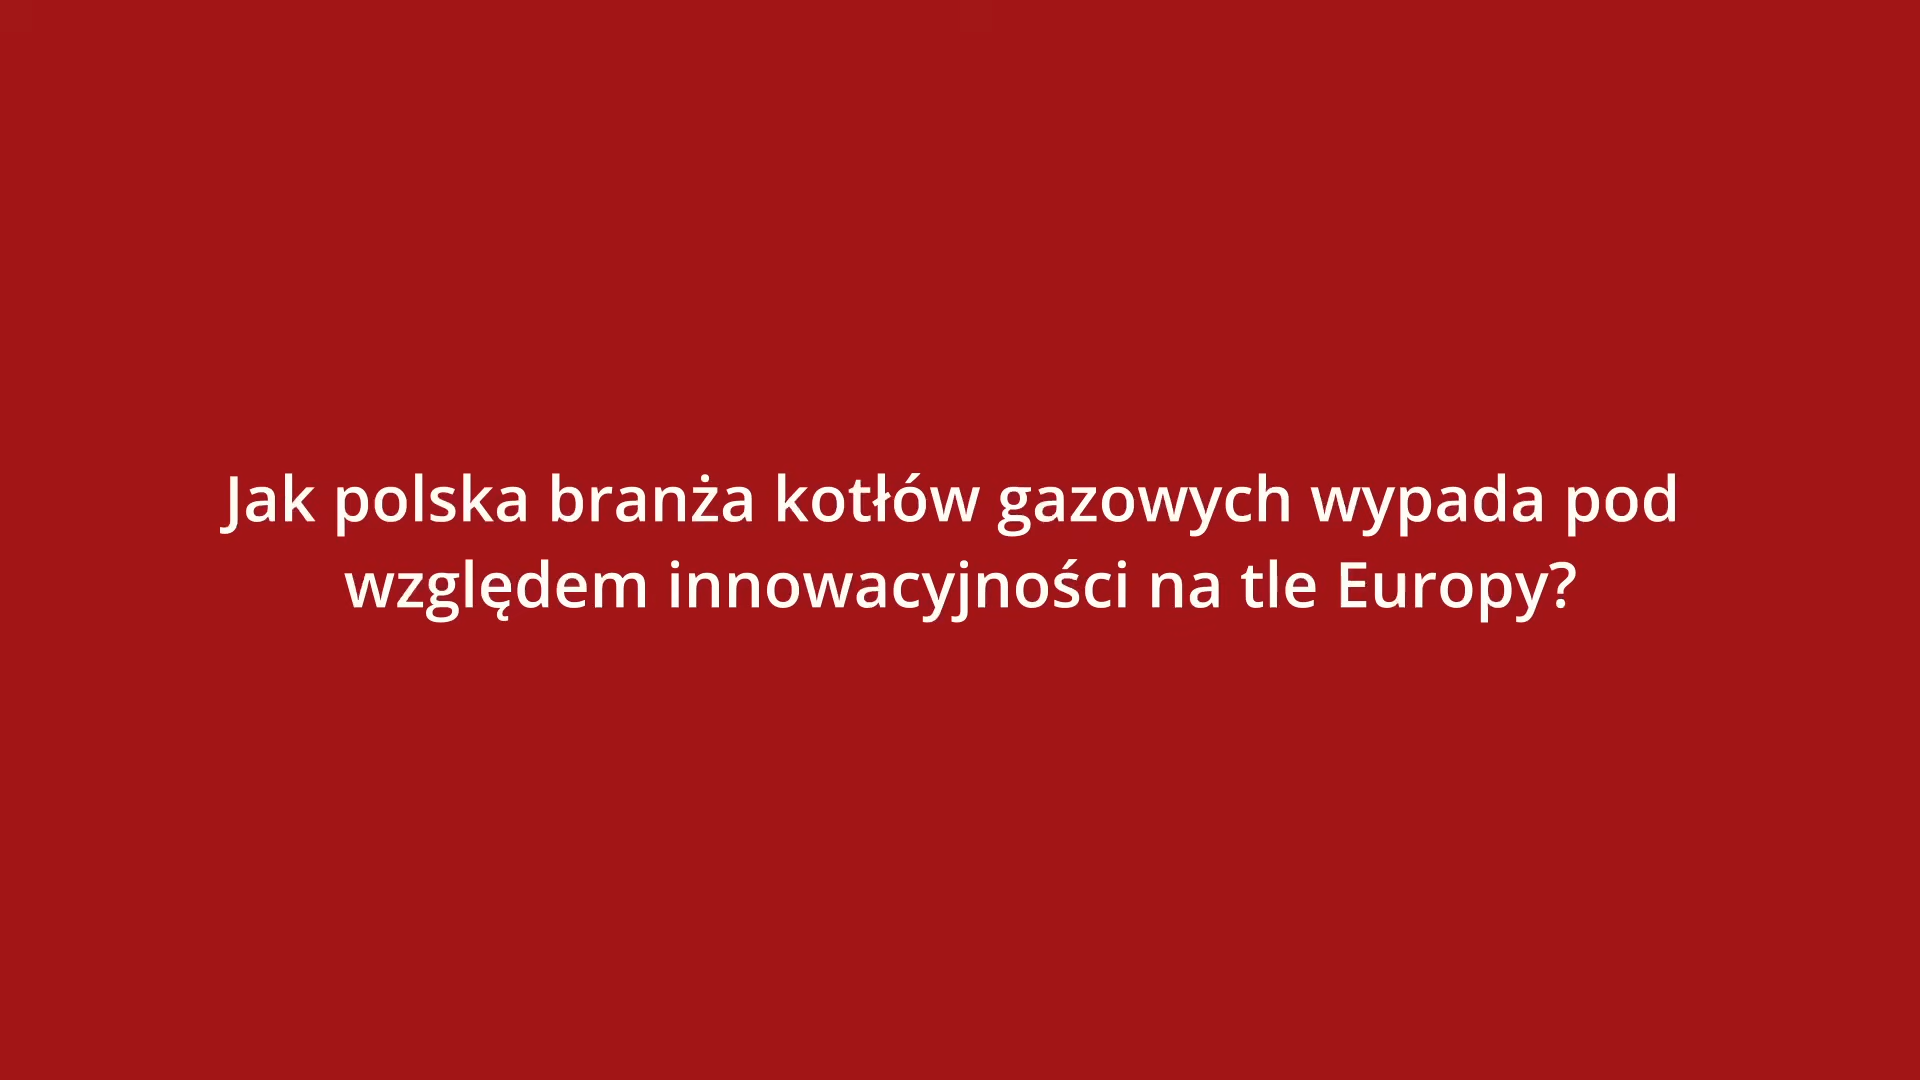 Jak polska branża kotłów gazowych wypada pod
względem innowacyjności na tle Europy?